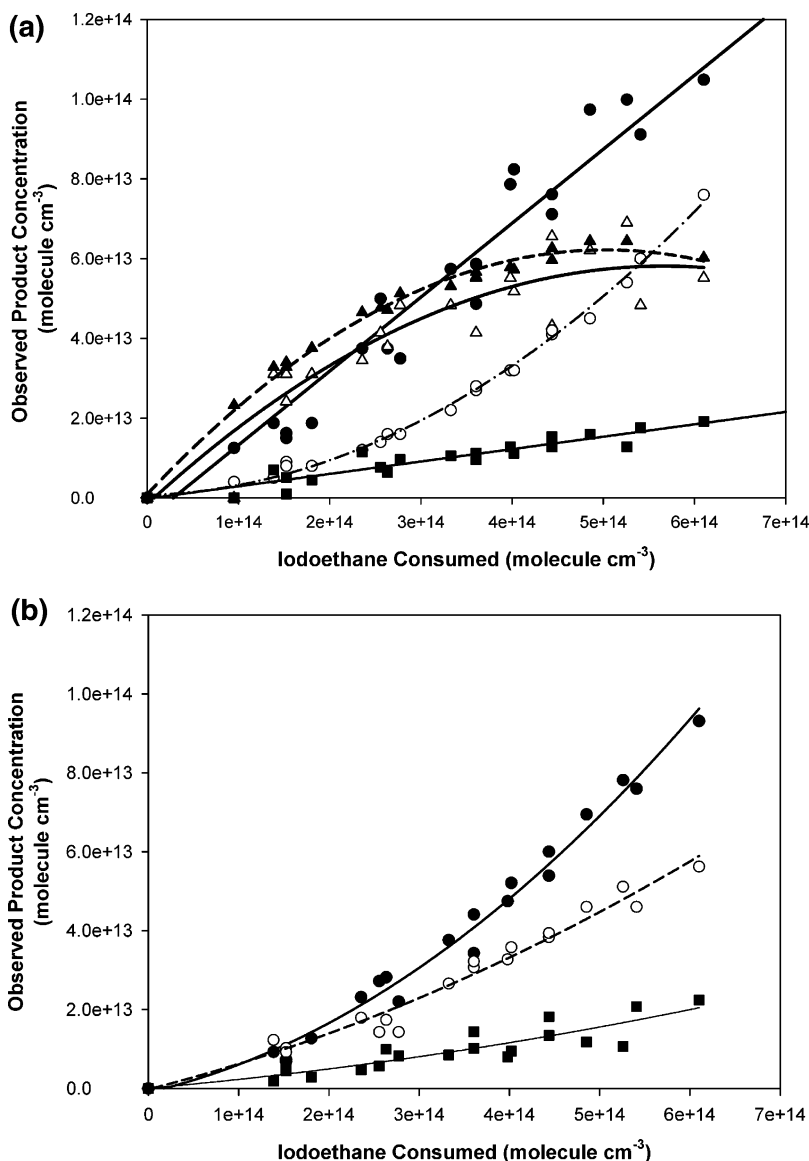 (a)
1.2e+14
1.0e+14
8.0e+13
6.0e+13
4.0e+13
2.0e+13
0.0
Observed Product Concentration
(molecule cm-3)
0 1e+14 2e+14 3e+14 4e+14 5e+14 6e+14 7e+14
Iodoethane Consumed (molecule cm-3)
(b)
1.2e+14
1.0e+14
8.0e+13
6.0e+13
4.0e+13
2.0e+13
0.0
Observed Product Concentration
(molecule cm-3)
0 1e+14 2e+14 3e+14 4e+14 5e+14 6e+14 7e+14
Iodoethane Consumed (molecule cm-3)